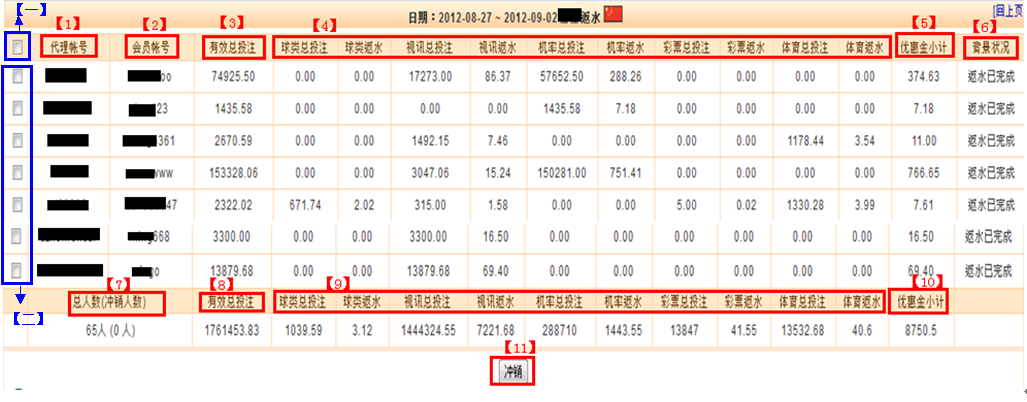 【一】 日期：2012-08-27 ~ 2012-09-02 返水 [回上页
【1】 【2】 【3】 【4】 【5】 【6】
代理帐号 会员帐号 有效总投注 球类总投注 球类返水 视讯总投注 视讯返水 机率总投注 机率返水 彩票总投注 彩票返水 体育总投注 体育返水 优惠金小计 背景状况
oo 74925.50 0.00 0.00 17273.00 86.37 57652.50 288.26 0.00 0.00 0.00 0.00 374.63 返水已完成
23 1435.58 0.00 0.00 0.00 0.00 1435.58 7.18 0.00 0.00 0.00 0.00 7.18 返水已完成
361 2670.59 0.00 0.00 1492.15 7.46 0.00 0.00 0.00 0.00 1178.44 3.54 11.00 返水已完成
ww 153328.06 0.00 0.00 3047.06 15.24 150281.00 751.41 0.00 0.00 0.00 0.00 766.65 返水已完成
47 2322.02 671.74 2.02 315.00 1.58 0.00 0.00 5.00 0.02 1330.28 3.99 7.61 返水已完成
668 3300.00 0.00 0.00 3300.00 16.50 0.00 0.00 0.00 0.00 0.00 0.00 16.50 返水已完成
o 13879.68 0.00 0.00 13879.68 69.40 0.00 0.00 0.00 0.00 0.00 0.00 69.40 返水已完成
【7】 【8】 【9】 【10】
总人数(冲销人数) 有效总投注 球类总投注 球类返水 视讯总投注 视讯返水 机率总投注 机率返水 彩票总投注 彩票返水 体育总投注 体育返水 优惠金小计
【二】
65人 (0 人) 1761453.83 1039.59 3.12 1444324.55 7221.68 288710 1443.55 13847 41.55 13532.68 40.6 8750.5
【11】
冲销